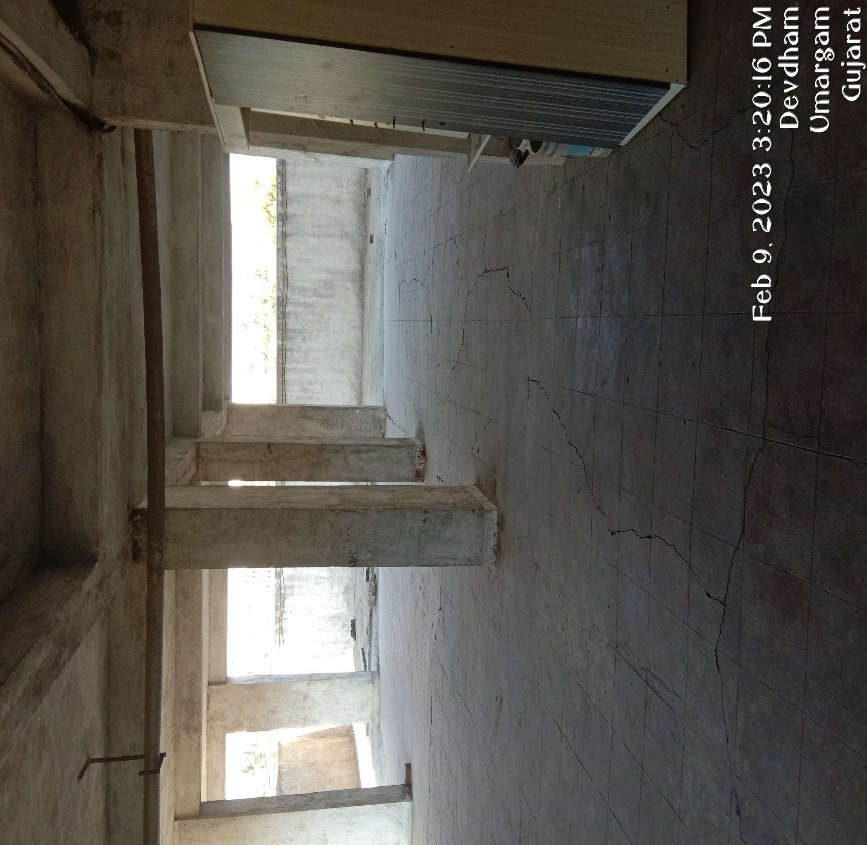 Feb 9, 2023 3:20:16 PM
Devdham
Umargam
Gujarat